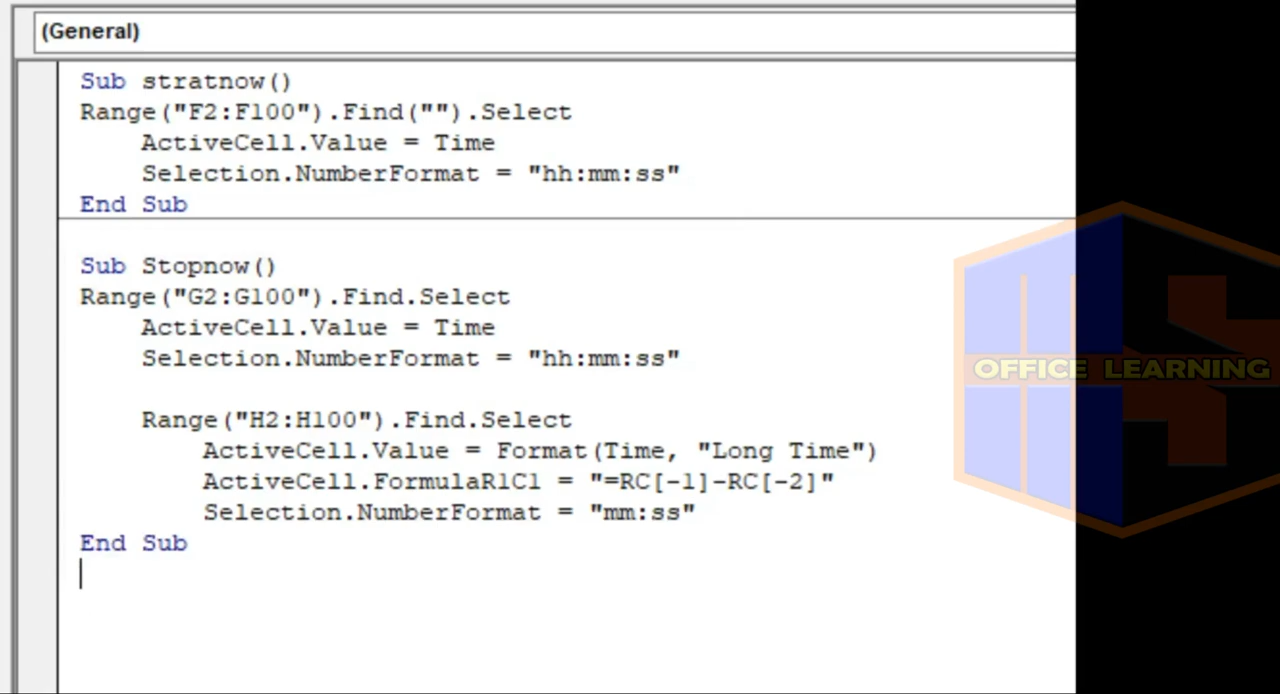 (General)
Sub stratnow()
Range("F2:F100").Find("").Select
    ActiveCell.Value = Time
    Selection.NumberFormat = "hh:mm:ss"
End Sub
Sub Stopnow()
Range("G2:G100").Find.Select
    ActiveCell.Value = Time
    Selection.NumberFormat = "hh:mm:ss"
    Range("H2:H100").Find.Select
        ActiveCell.Value = Format(Time, "Long Time")
        ActiveCell.FormulaR1C1 = "=RC[-1]-RC[-2]"
        Selection.NumberFormat = "mm:ss"
End Sub
OFFICE LEARNING